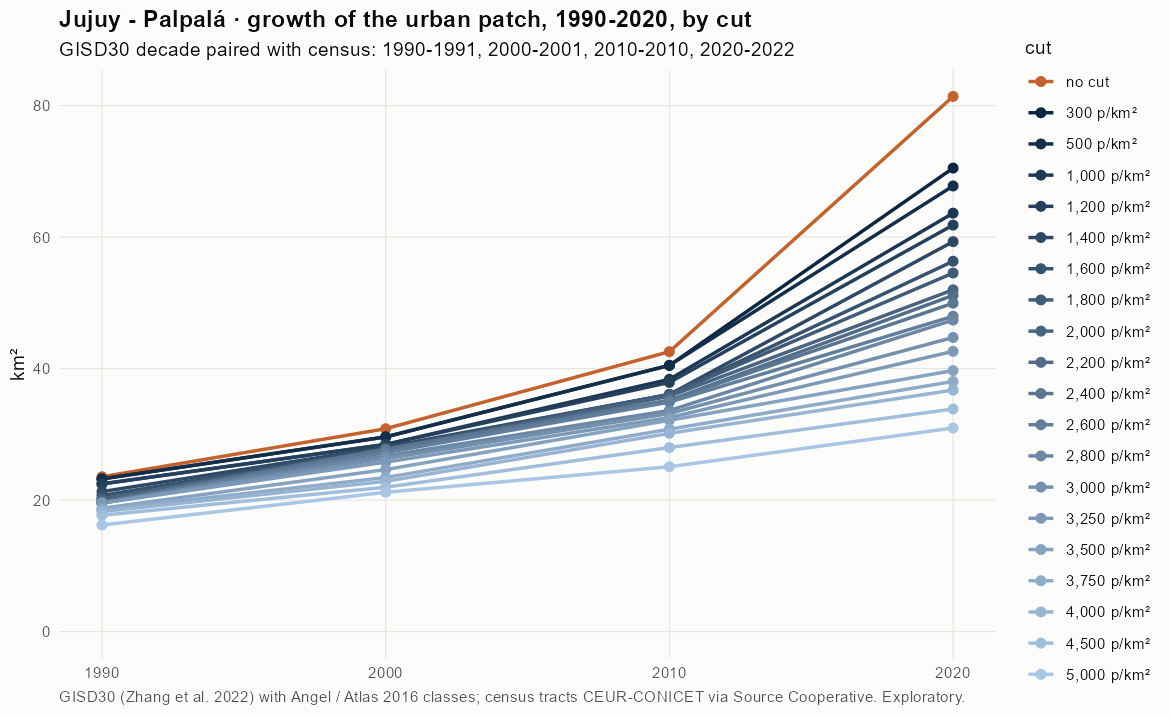 Jujuy - Palpalá · growth of the urban patch, 1990-2020, by cut
GISD30 decade paired with census: 1990-1991, 2000-2001, 2010-2010, 2020-2022
km²
80
60
40
20
0
1990
2000
2010
2020
cut
no cut
300 p/km²
500 p/km²
1,000 p/km²
1,200 p/km²
1,400 p/km²
1,600 p/km²
1,800 p/km²
2,000 p/km²
2,200 p/km²
2,400 p/km²
2,600 p/km²
2,800 p/km²
3,000 p/km²
3,250 p/km²
3,500 p/km²
3,750 p/km²
4,000 p/km²
4,500 p/km²
5,000 p/km²
GISD30 (Zhang et al. 2022) with Angel / Atlas 2016 classes; census tracts CEUR-CONICET via Source Cooperative. Exploratory.